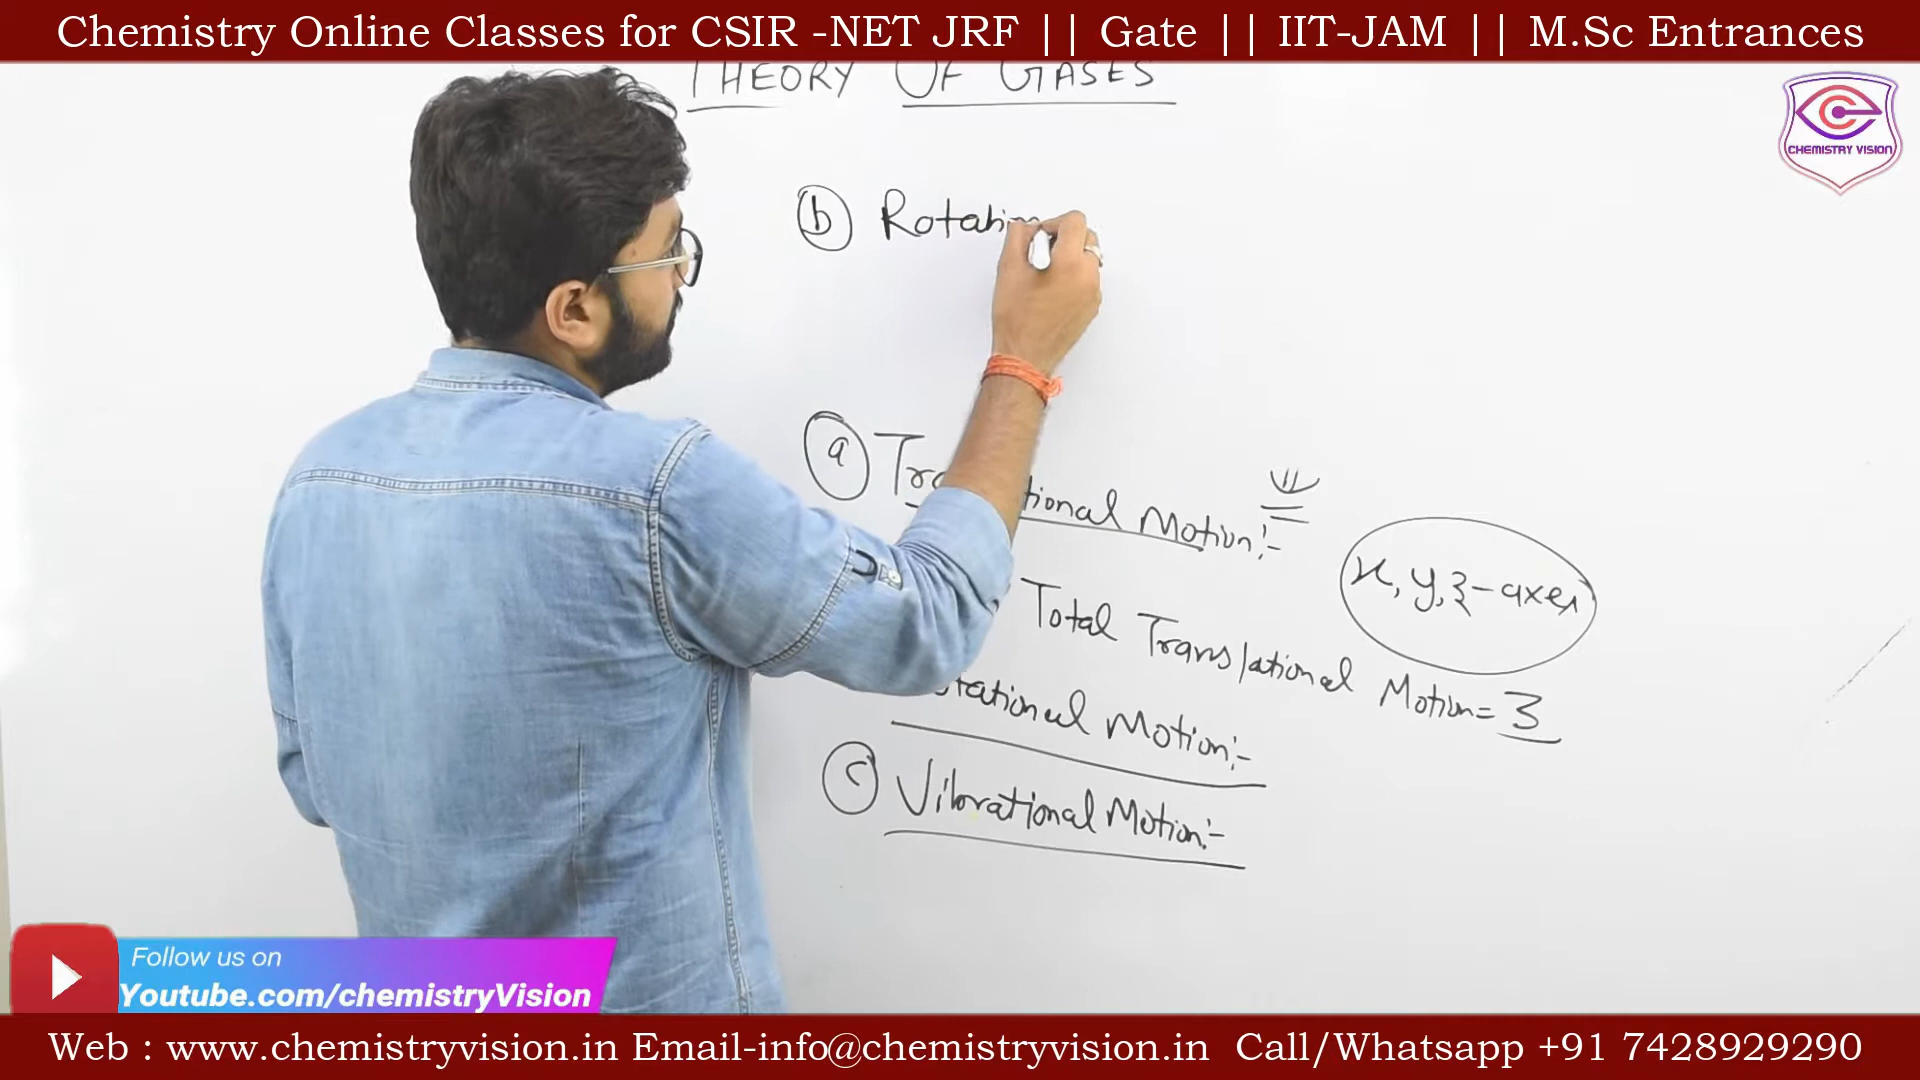 Chemistry Online Classes for CSIR -NET JRF || Gate || IIT-JAM || M.Sc Entrances
THEORY OF GASES
CHEMISTRY VISION
(b) Rotation
(a) Tra tional Motion:-
x, y, z-axes
Total Translational Motion= 3
tational Motion:-
(c) Vibrational Motion:-
Follow us on
Youtube.com/chemistryVision
Web : www.chemistryvision.in Email-info@chemistryvision.in Call/Whatsapp +91 7428929290